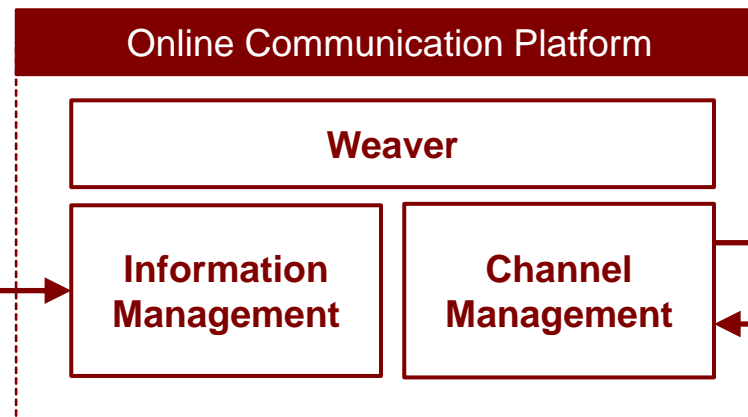 Online Communication Platform
Weaver
Information
Management
Channel
Management